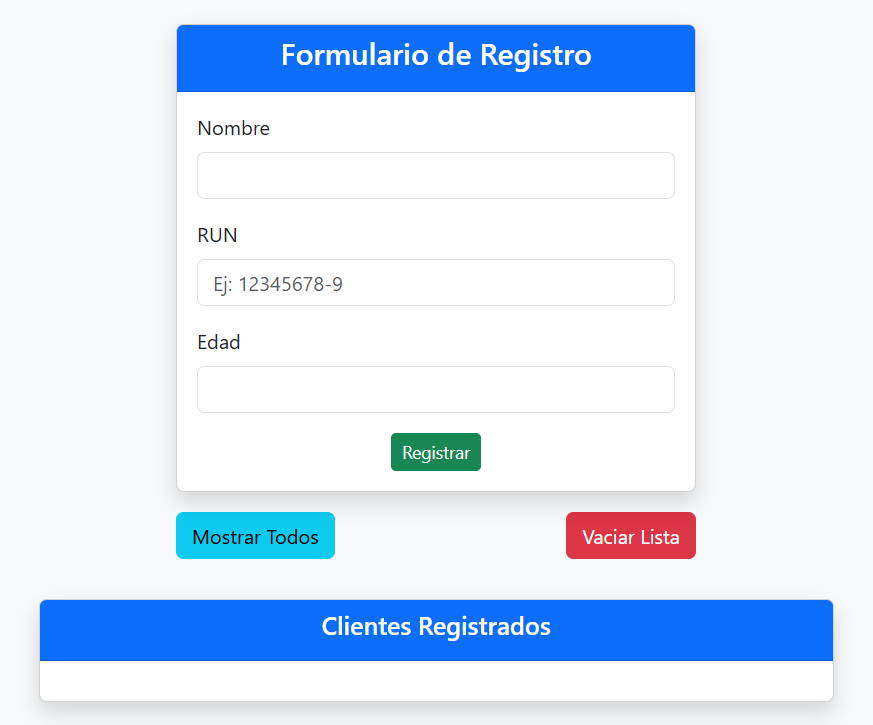 Formulario de Registro
Nombre
RUN
Ej: 12345678-9
Edad
Registrar
Mostrar Todos
Vaciar Lista
Clientes Registrados